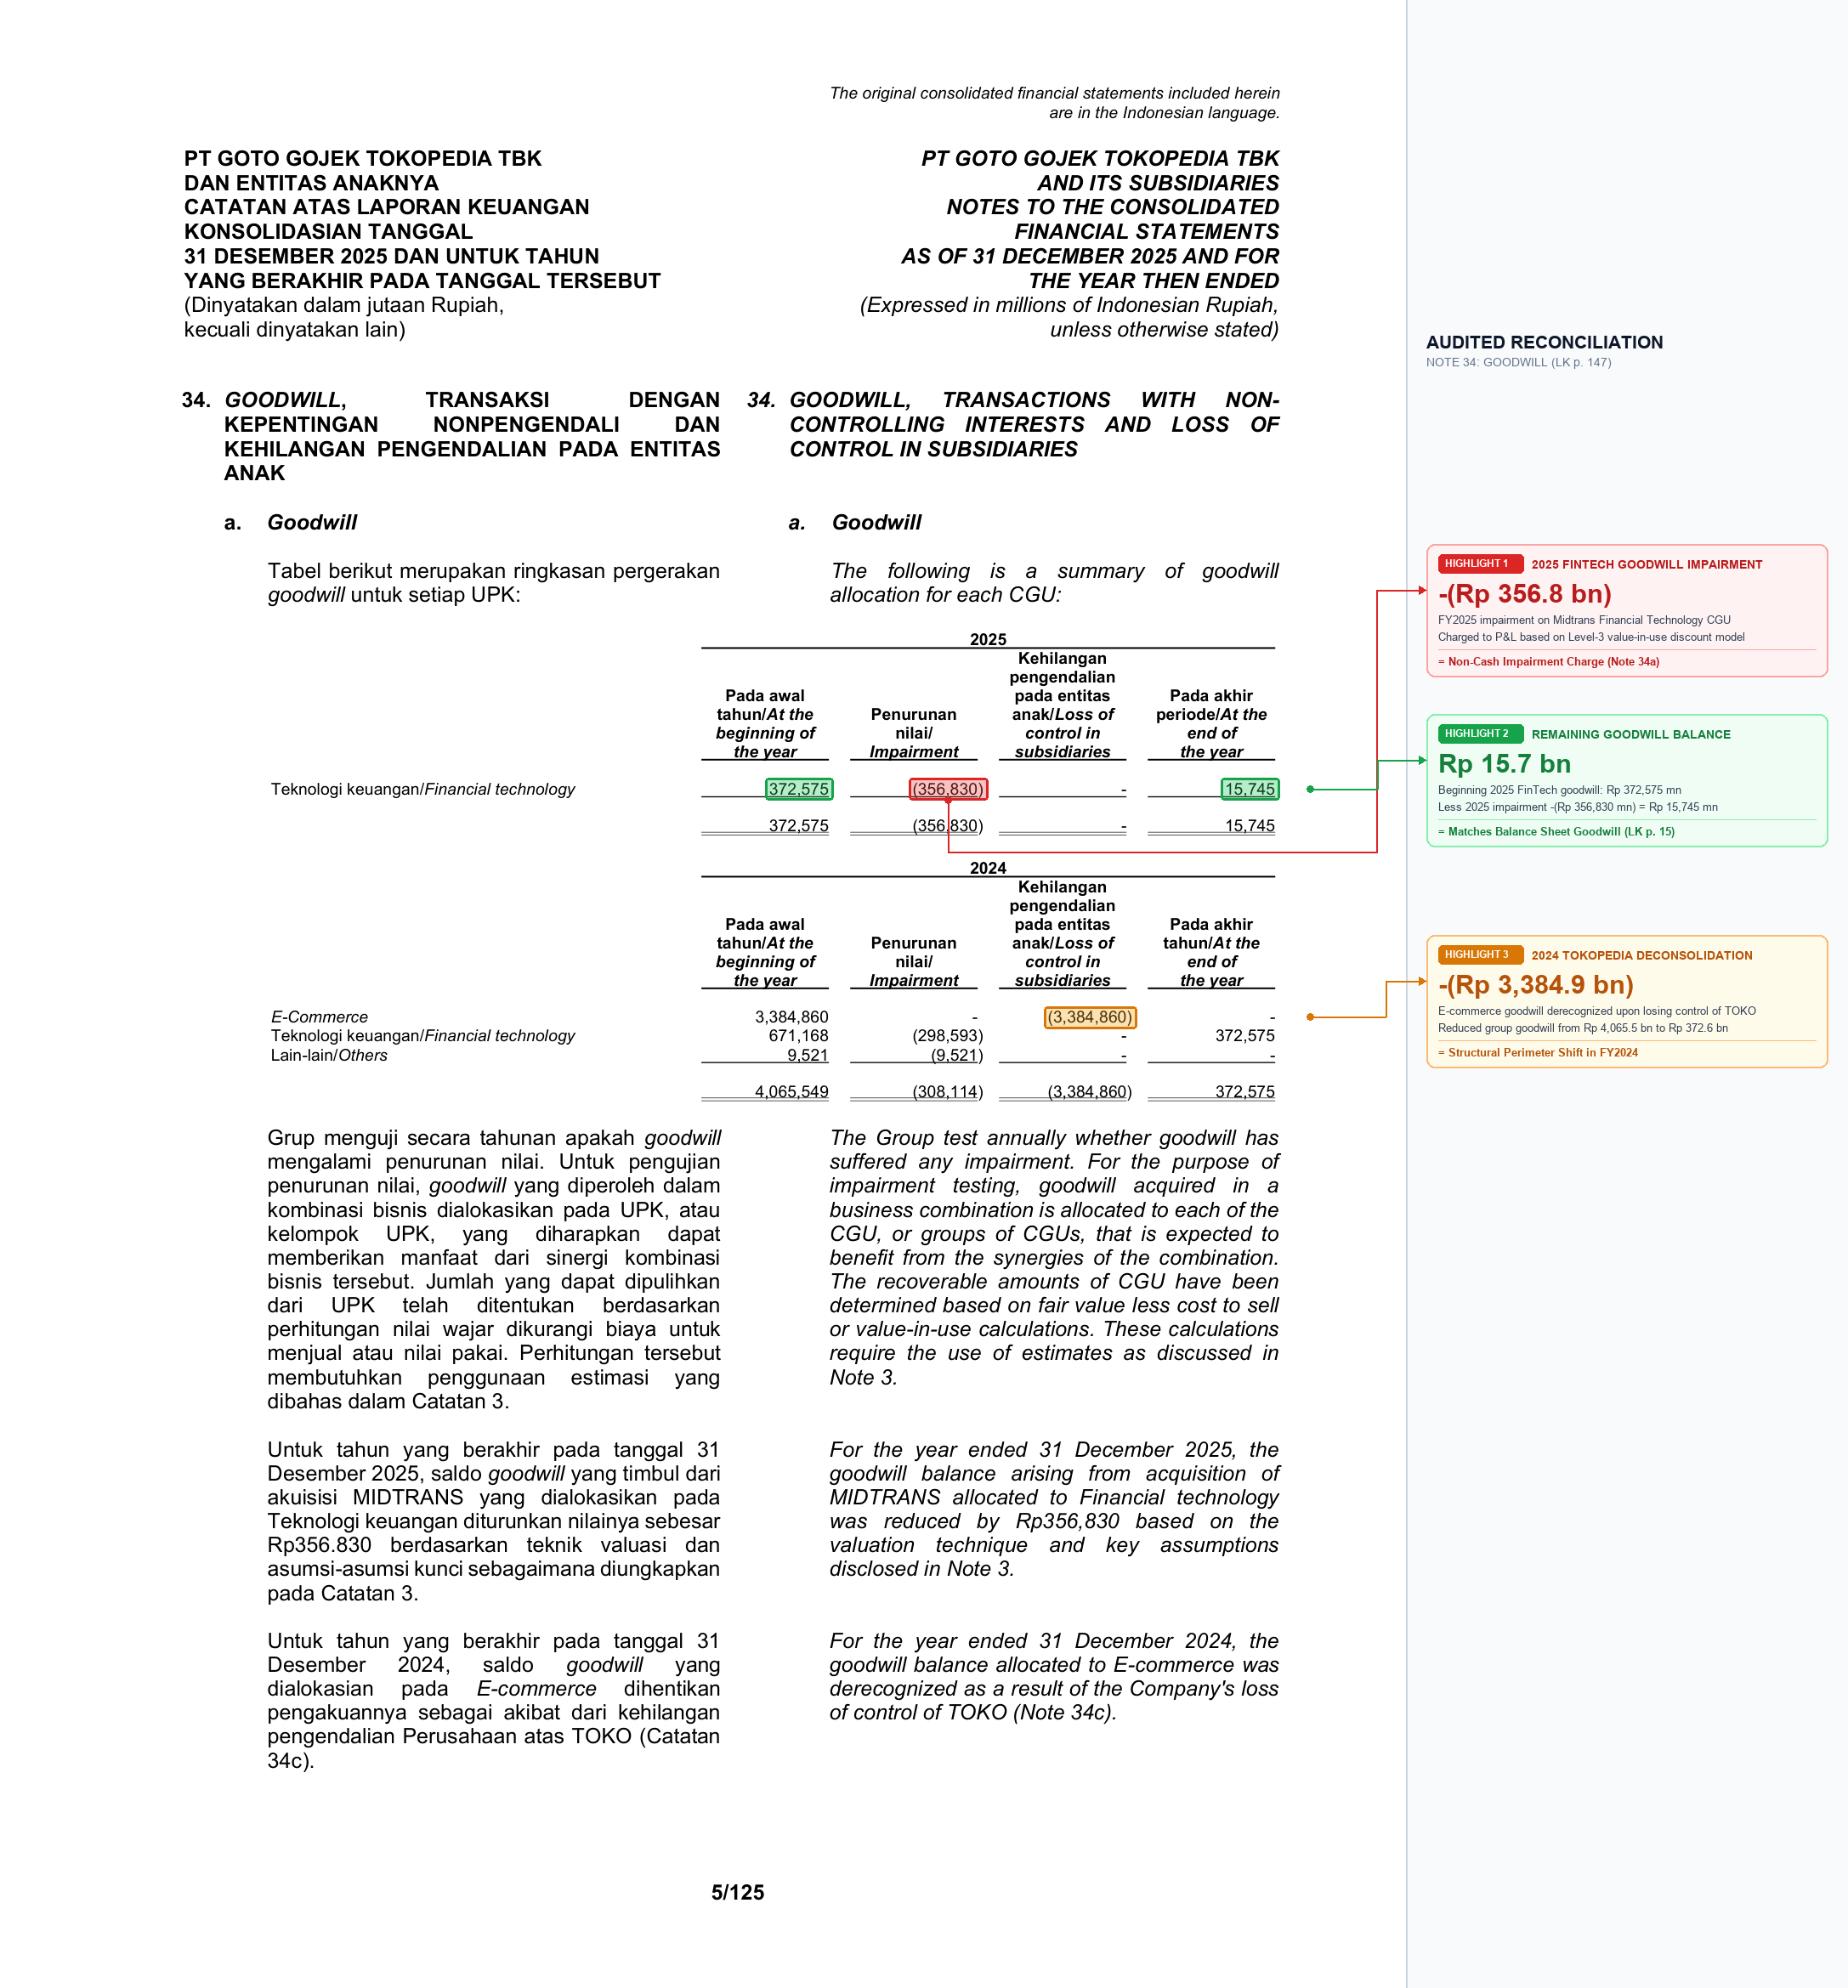 The original consolidated financial statements included herein
are in the Indonesian language.
PT GOTO GOJEK TOKOPEDIA TBK
DAN ENTITAS ANAKNYA
CATATAN ATAS LAPORAN KEUANGAN
KONSOLIDASIAN TANGGAL
31 DESEMBER 2025 DAN UNTUK TAHUN
YANG BERAKHIR PADA TANGGAL TERSEBUT
(Dinyatakan dalam jutaan Rupiah,
kecuali dinyatakan lain)
PT GOTO GOJEK TOKOPEDIA TBK
AND ITS SUBSIDIARIES
NOTES TO THE CONSOLIDATED
FINANCIAL STATEMENTS
AS OF 31 DECEMBER 2025 AND FOR
THE YEAR THEN ENDED
(Expressed in millions of Indonesian Rupiah,
unless otherwise stated)
34. GOODWILL, TRANSAKSI DENGAN
KEPENTINGAN NONPENGENDALI DAN
KEHILANGAN PENGENDALIAN PADA ENTITAS
ANAK
34. GOODWILL, TRANSACTIONS WITH NON-
CONTROLLING INTERESTS AND LOSS OF
CONTROL IN SUBSIDIARIES
a. Goodwill
a. Goodwill
Tabel berikut merupakan ringkasan pergerakan
goodwill untuk setiap UPK:
The following is a summary of goodwill
allocation for each CGU:
2025
Pada awal
tahun/At the
beginning of
the year
Penurunan
nilai/
Impairment
Kehilangan
pengendalian
pada entitas
anak/Loss of
control in
subsidiaries
Pada akhir
periode/At the
end of
the year
Teknologi keuangan/Financial technology 372,575 (356,830) - 15,745
372,575 (356,830) - 15,745
2024
Pada awal
tahun/At the
beginning of
the year
Penurunan
nilai/
Impairment
Kehilangan
pengendalian
pada entitas
anak/Loss of
control in
subsidiaries
Pada akhir
tahun/At the
end of
the year
E-Commerce 3,384,860 - (3,384,860) -
Teknologi keuangan/Financial technology 671,168 (298,593) - 372,575
Lain-lain/Others 9,521 (9,521) - -
4,065,549 (308,114) (3,384,860) 372,575
Grup menguji secara tahunan apakah goodwill
mengalami penurunan nilai. Untuk pengujian
penurunan nilai, goodwill yang diperoleh dalam
kombinasi bisnis dialokasikan pada UPK, atau
kelompok UPK, yang diharapkan dapat
memberikan manfaat dari sinergi kombinasi
bisnis tersebut. Jumlah yang dapat dipulihkan
dari UPK telah ditentukan berdasarkan
perhitungan nilai wajar dikurangi biaya untuk
menjual atau nilai pakai. Perhitungan tersebut
membutuhkan penggunaan estimasi yang
dibahas dalam Catatan 3.
The Group test annually whether goodwill has
suffered any impairment. For the purpose of
impairment testing, goodwill acquired in a
business combination is allocated to each of the
CGU, or groups of CGUs, that is expected to
benefit from the synergies of the combination.
The recoverable amounts of CGU have been
determined based on fair value less cost to sell
or value-in-use calculations. These calculations
require the use of estimates as discussed in
Note 3.
Untuk tahun yang berakhir pada tanggal 31
Desember 2025, saldo goodwill yang timbul dari
akuisisi MIDTRANS yang dialokasikan pada
Teknologi keuangan diturunkan nilainya sebesar
Rp356.830 berdasarkan teknik valuasi dan
asumsi-asumsi kunci sebagaimana diungkapkan
pada Catatan 3.
For the year ended 31 December 2025, the
goodwill balance arising from acquisition of
MIDTRANS allocated to Financial technology
was reduced by Rp356,830 based on the
valuation technique and key assumptions
disclosed in Note 3.
Untuk tahun yang berakhir pada tanggal 31
Desember 2024, saldo goodwill yang
dialokasian pada E-commerce dihentikan
pengakuannya sebagai akibat dari kehilangan
pengendalian Perusahaan atas TOKO (Catatan
34c).
For the year ended 31 December 2024, the
goodwill balance allocated to E-commerce was
derecognized as a result of the Company's loss
of control of TOKO (Note 34c).
5/125
AUDITED RECONCILIATION
NOTE 34: GOODWILL (LK p. 147)
HIGHLIGHT 1 2025 FINTECH GOODWILL IMPAIRMENT
-(Rp 356.8 bn)
FY2025 impairment on Midtrans Financial Technology CGU
Charged to P&L based on Level-3 value-in-use discount model
= Non-Cash Impairment Charge (Note 34a)
HIGHLIGHT 2 REMAINING GOODWILL BALANCE
Rp 15.7 bn
Beginning 2025 FinTech goodwill: Rp 372,575 mn
Less 2025 impairment -(Rp 356,830 mn) = Rp 15,745 mn
= Matches Balance Sheet Goodwill (LK p. 15)
HIGHLIGHT 3 2024 TOKOPEDIA DECONSOLIDATION
-(Rp 3,384.9 bn)
E-commerce goodwill derecognized upon losing control of TOKO
Reduced group goodwill from Rp 4,065.5 bn to Rp 372.6 bn
= Structural Perimeter Shift in FY2024